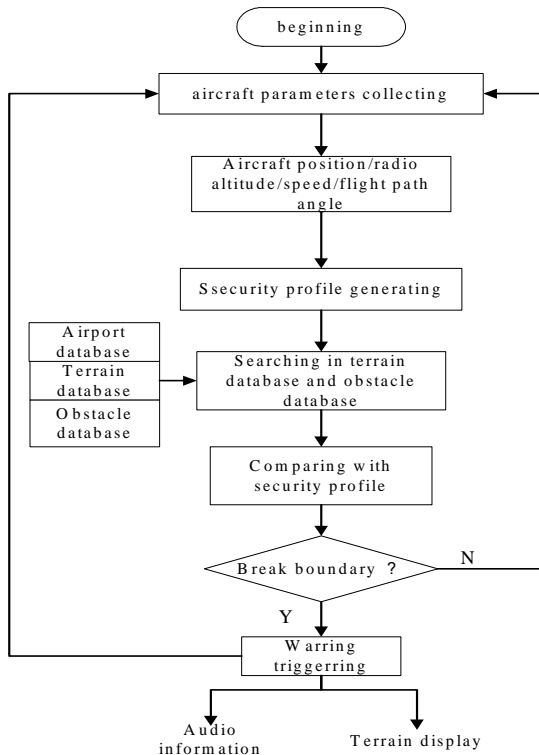 beginning
aircraft parameters collecting
Aircraft position/radio
altitude/speed/flight path
angle
Ssecurity profile generating
Airport
database
Terrain
database
Obstacle
database
Searching in terrain
database and obstacle
database
Comparing with
security profile
Break boundary ?
N
Y
Warring
triggerring
Audio
information
Terrain display